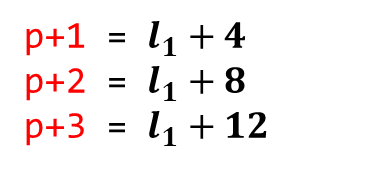 p+1 = l₁ + 4
p+2 = l₁ + 8
p+3 = l₁ + 12